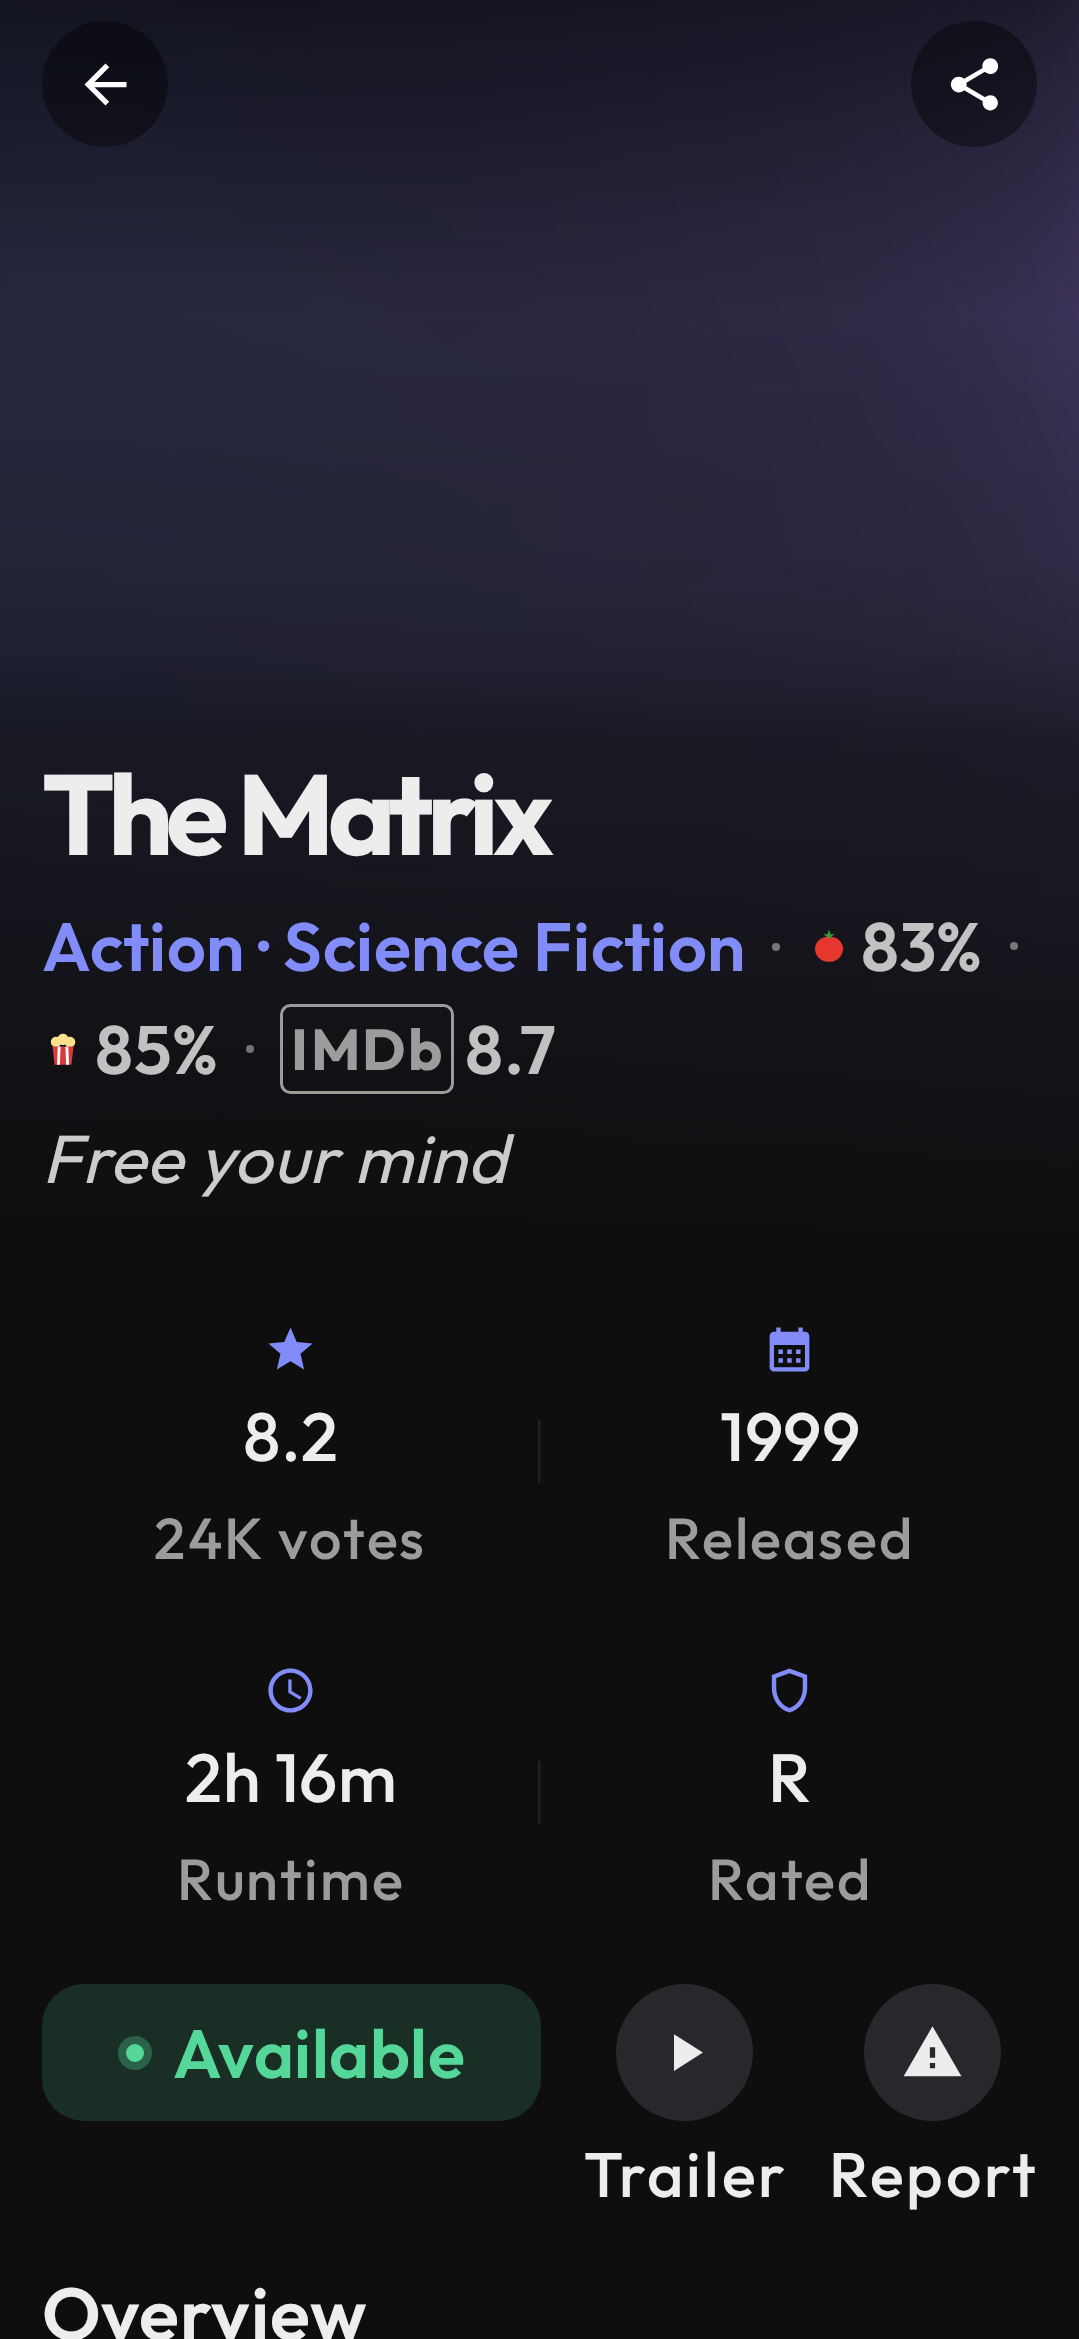 The Matrix
Action · Science Fiction · 83% ·
85% · IMDb 8.7
Free your mind
8.2
1999
24K votes
Released
2h 16m
R
Runtime
Rated
Available
Trailer
Report
Overview